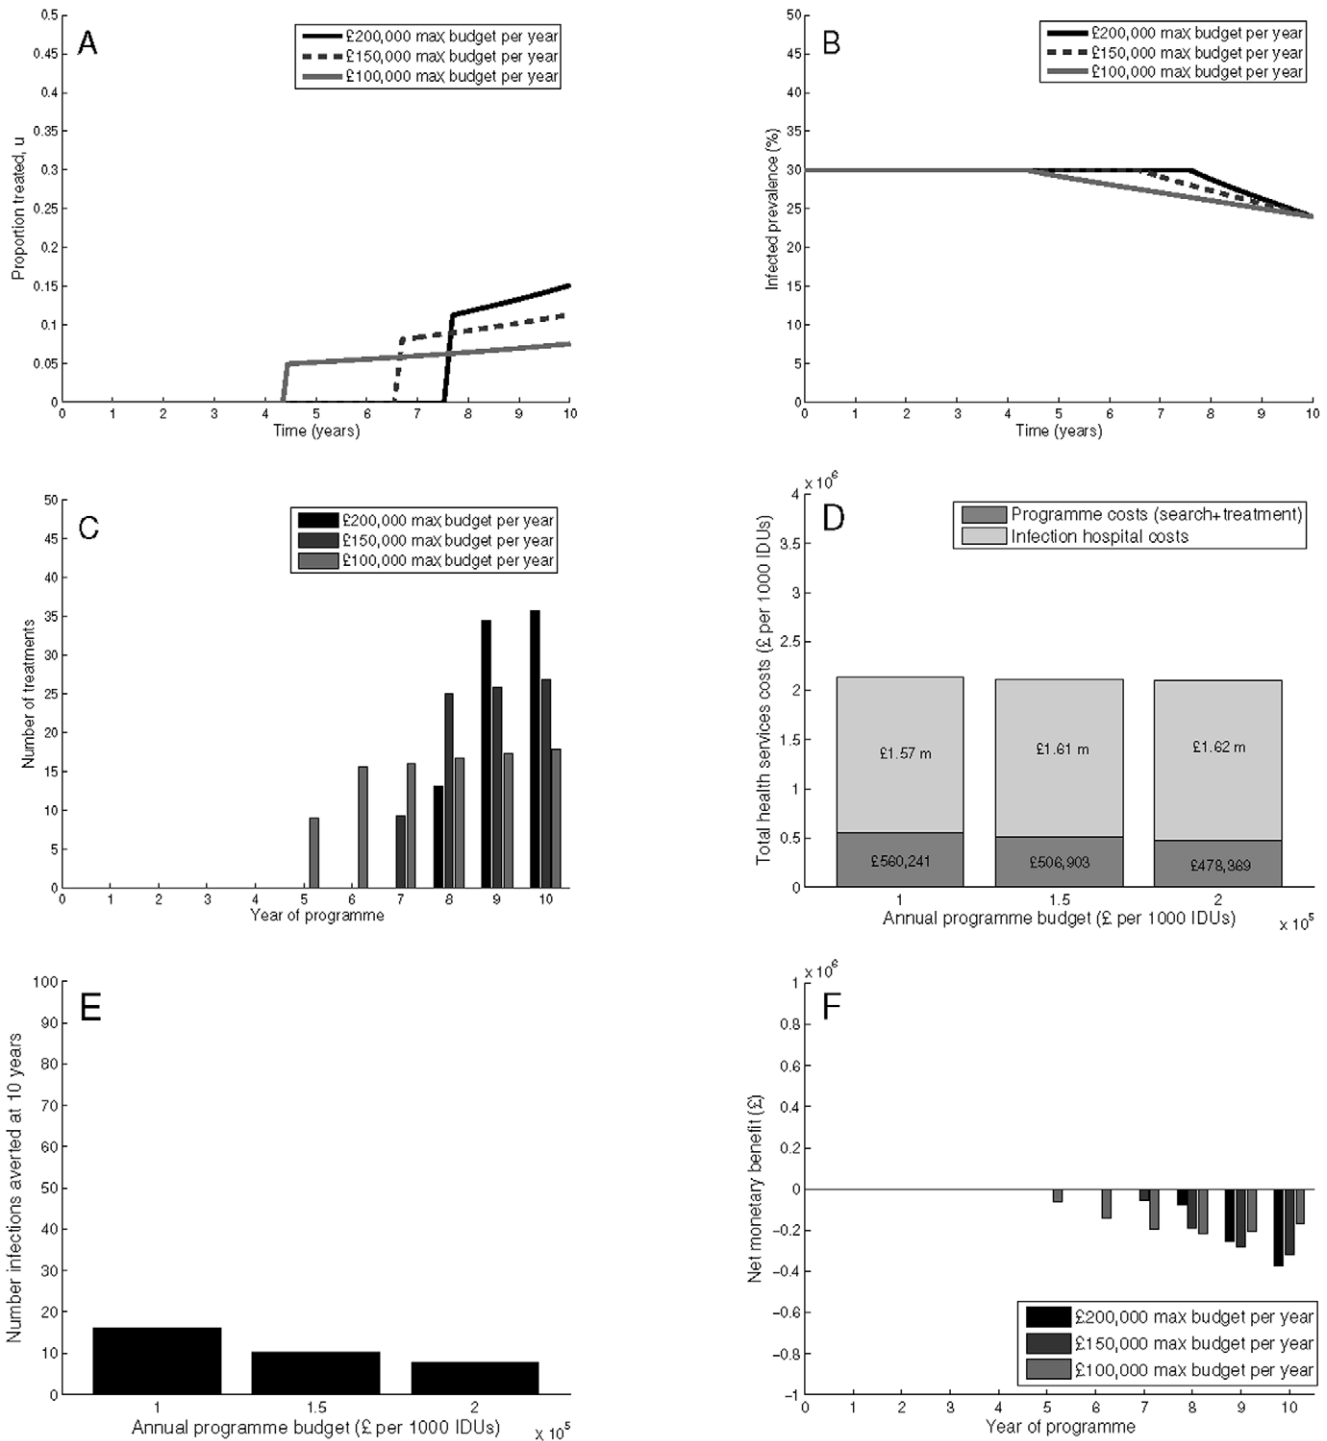 A
£200,000 max budget per year
£150,000 max budget per year
£100,000 max budget per year
0.5
0.45
0.4
0.35
0.3
0.25
0.2
0.15
0.1
0.05
0
Proportion treated, u
0 1 2 3 4 5 6 7 8 9 10
Time (years)
B
£200,000 max budget per year
£150,000 max budget per year
£100,000 max budget per year
50
45
40
35
30
25
20
15
10
5
0
Infected prevalence (%)
0 1 2 3 4 5 6 7 8 9 10
Time (years)
C
£200,000 max budget per year
£150,000 max budget per year
£100,000 max budget per year
50
45
40
35
30
25
20
15
10
5
0
Number of treatments
0 1 2 3 4 5 6 7 8 9 10
Year of programme
D
x 10⁶
Programme costs (search+treatment)
Infection hospital costs
4
3.5
3
2.5
2
1.5
1
0.5
0
Total health services costs (£ per 1000 IDUs)
£1.57 m
£1.61 m
£1.62 m
£560,241
£506,903
£478,369
1 1.5 2
Annual programme budget (£ per 1000 IDUs)
x 10⁵
E
100
90
80
70
60
50
40
30
20
10
0
Number infections averted at 10 years
1 1.5 2
Annual programme budget (£ per 1000 IDUs)
x 10⁵
F
x 10⁶
1
0.8
0.6
0.4
0.2
0
−0.2
−0.4
−0.6
−0.8
−1
Net monetary benefit (£)
£200,000 max budget per year
£150,000 max budget per year
£100,000 max budget per year
0 1 2 3 4 5 6 7 8 9 10
Year of programme